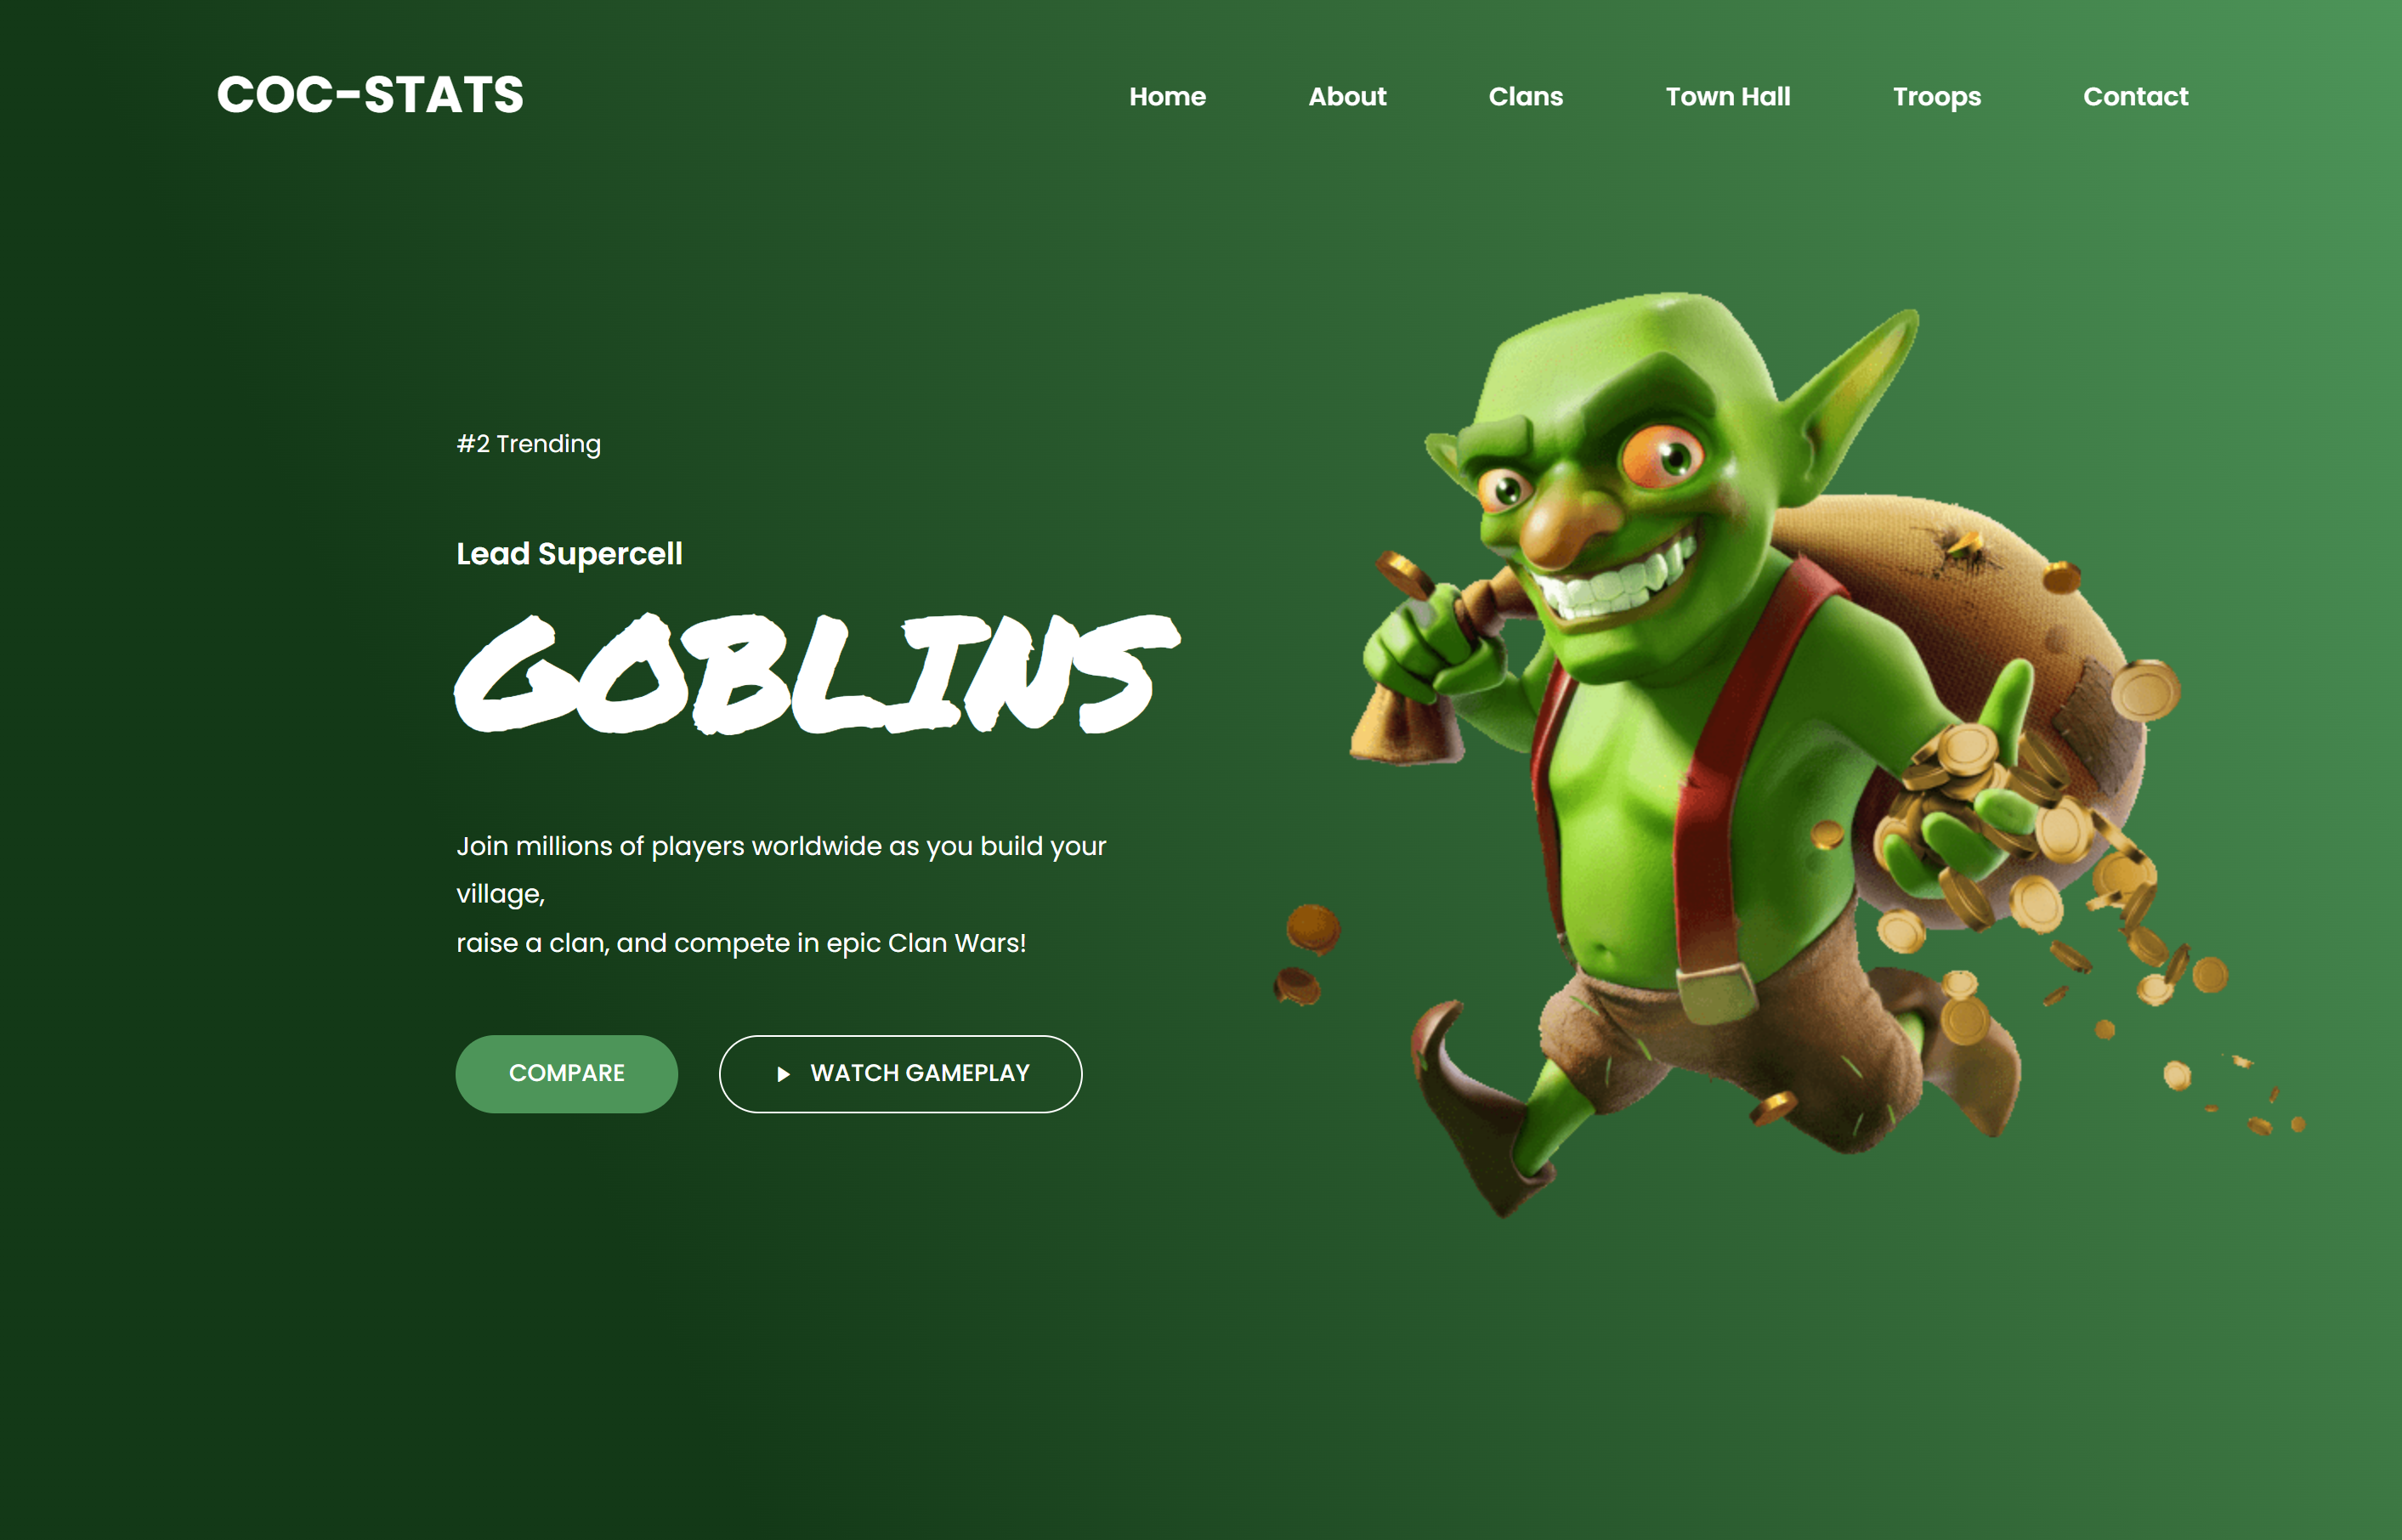 COC-STATS
Home About Clans Town Hall Troops Contact
#2 Trending
Lead Supercell
GOBLINS
Join millions of players worldwide as you build your
village,
raise a clan, and compete in epic Clan Wars!
COMPARE
WATCH GAMEPLAY